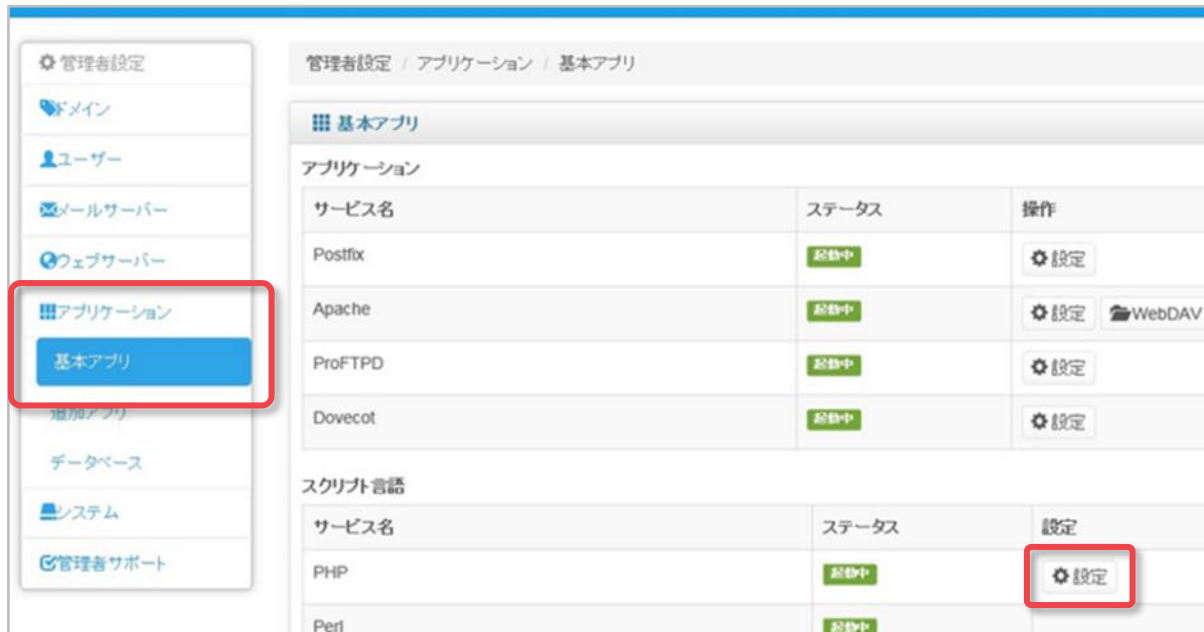 管理者設定
ドメイン
ユーザー
メールサーバー
ウェブサーバー
アプリケーション
基本アプリ
追加アプリ
データベース
システム
管理者サポート
管理者設定 / アプリケーション / 基本アプリ
基本アプリ
アプリケーション
サービス名 ステータス 操作
Postfix 起動中 設定
Apache 起動中 設定 WebDAV
ProFTPD 起動中 設定
Dovecot 起動中 設定
スクリプト言語
サービス名 ステータス 設定
PHP 起動中 設定
Perl 起動中